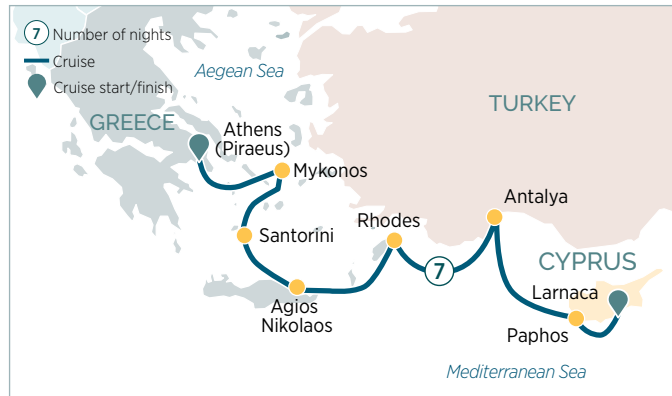 7 Number of nights
Cruise
Cruise start/finish
Aegean Sea
TURKEY
GREECE
Athens
(Piraeus)
Mykonos
Antalya
Rhodes
Santorini
7
CYPRUS
Larnaca
Agios
Nikolaos
Paphos
Mediterranean Sea